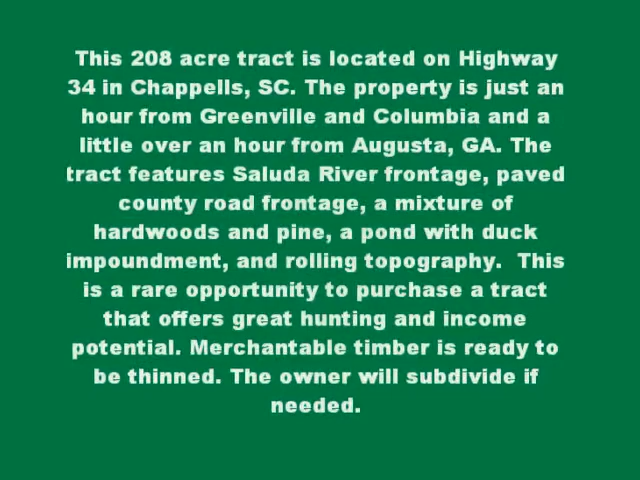 This 208 acre tract is located on Highway
34 in Chappells, SC. The property is just an
hour from Greenville and Columbia and a
little over an hour from Augusta, GA. The
tract features Saluda River frontage, paved
county road frontage, a mixture of
hardwoods and pine, a pond with duck
impoundment, and rolling topography.  This
is a rare opportunity to purchase a tract
that offers great hunting and income
potential. Merchantable timber is ready to
be thinned. The owner will subdivide if
needed.